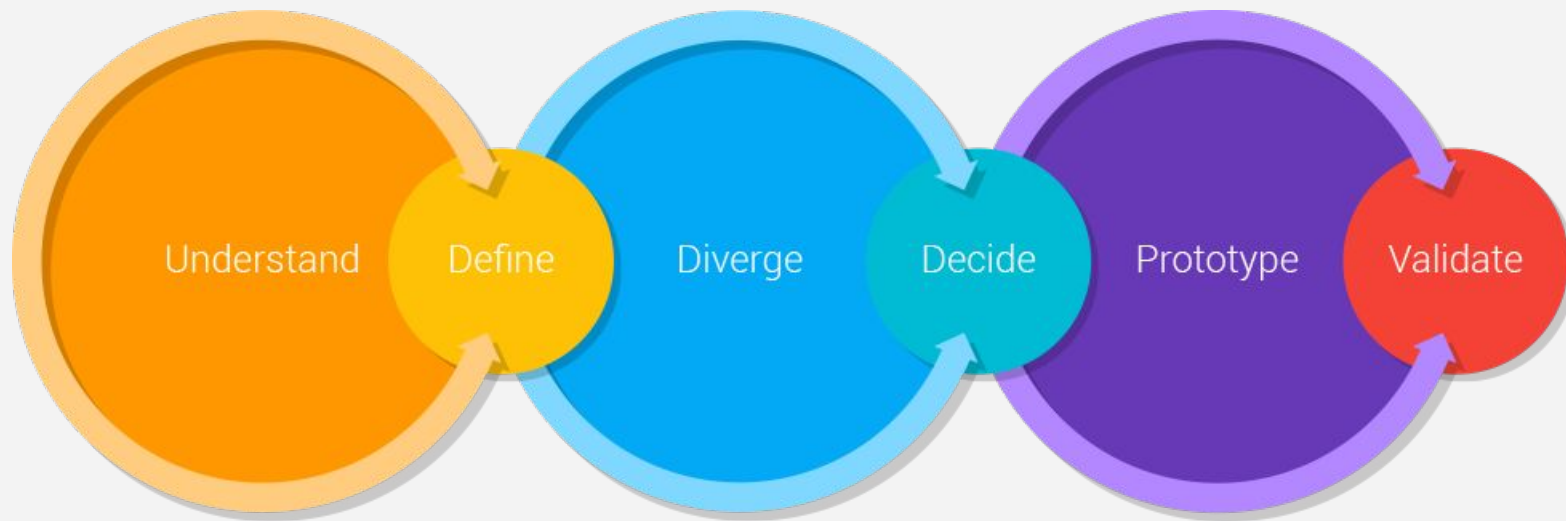 Understand
Define
Diverge
Decide
Prototype
Validate